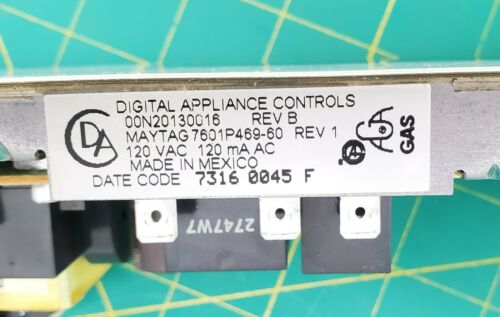 DIGITAL APPLIANCE CONTROLS
00N20130016 REV B
MAYTAG 7601P469-60 REV 1
120 VAC 120 mA AC
MADE IN MEXICO
DATE CODE 7316 0045 F
GAS
2747W7